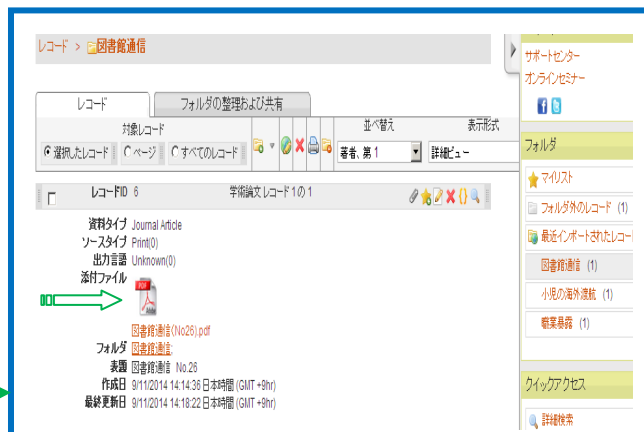 レコード > 図書館通信
レコード
フォルダの整理および共有
対象レコード
並べ替え
表示形式
選択したレコード
ページ
すべてのレコード
著者、第 1
詳細ビュー
レコードID 6
学術論文 レコード 1の 1
資料タイプ Journal Article
ソースタイプ Print(0)
出力言語 Unknown(0)
添付ファイル
PDF
Adobe
図書館通信(No26).pdf
フォルダ 図書館通信;
表題 図書館通信 No.26
作成日 9/11/2014 14:14:36 日本時間 (GMT +9hr)
最終更新日 9/11/2014 14:18:22 日本時間 (GMT +9hr)
サポートセンター
オンラインセミナー
フォルダ
マイリスト
フォルダ外のレコード (1)
最近インポートされたレコード
図書館通信 (1)
小児の海外渡航 (1)
職業暴露 (1)
クイックアクセス
詳細検索